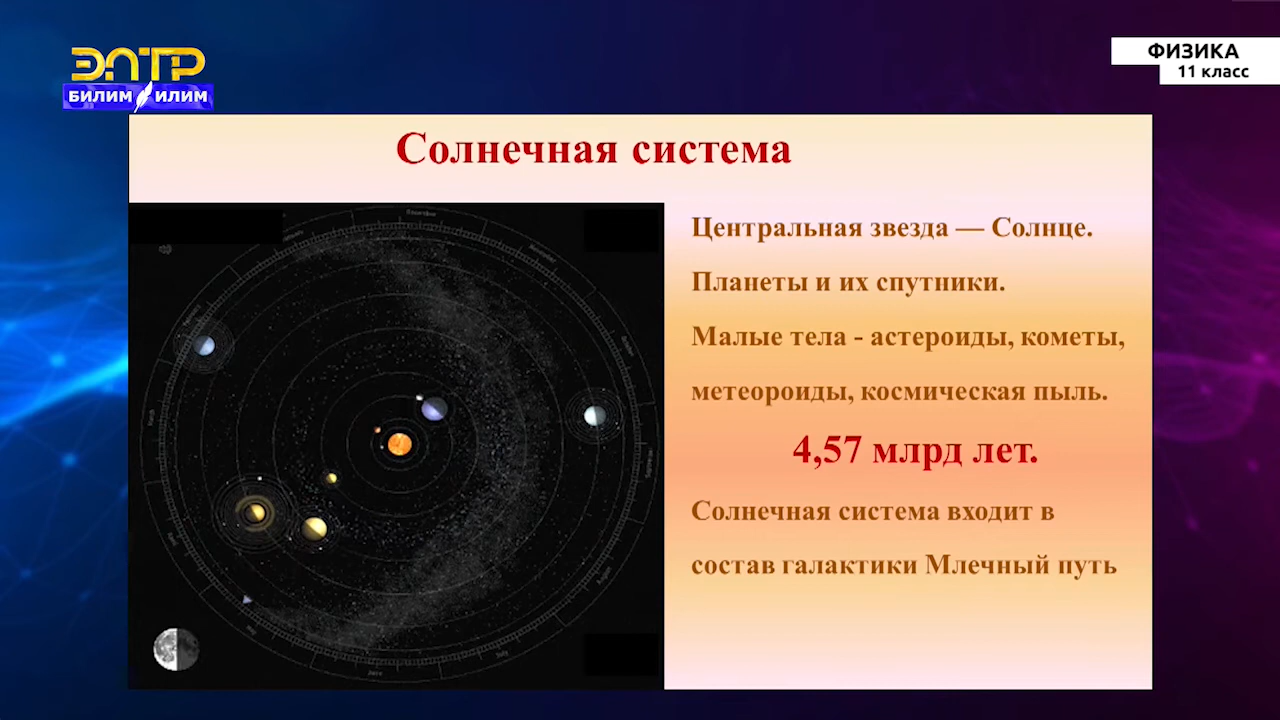 ЭЛТР
БИЛИМ ИЛИМ
ФИЗИКА
11 класс
Солнечная система
Центральная звезда — Солнце.
Планеты и их спутники.
Малые тела - астероиды, кометы,
метеороиды, космическая пыль.
4,57 млрд лет.
Солнечная система входит в
состав галактики Млечный путь